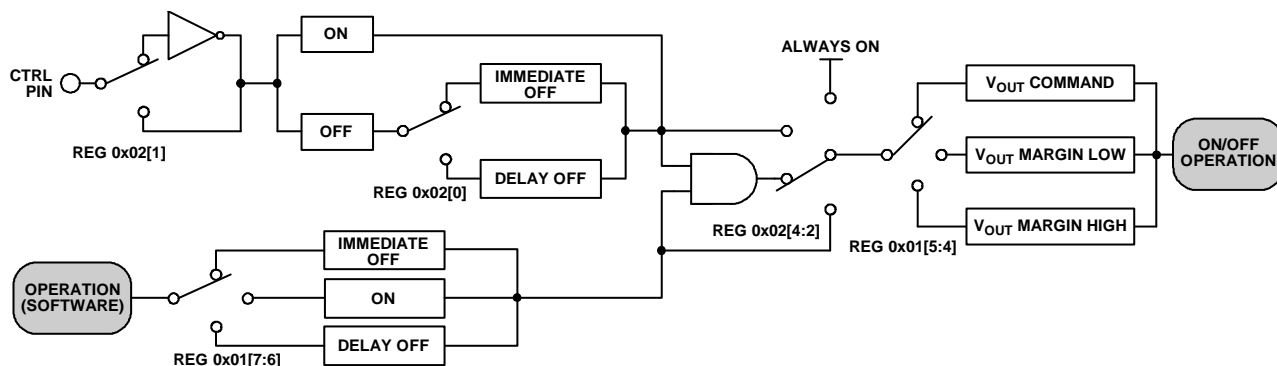 CTRL
PIN
REG 0x02[1]
ON
OFF
IMMEDIATE
OFF
DELAY OFF
REG 0x02[0]
ALWAYS ON
REG 0x02[4:2]
VOUT COMMAND
VOUT MARGIN LOW
VOUT MARGIN HIGH
REG 0x01[5:4]
ON/OFF
OPERATION
OPERATION
(SOFTWARE)
IMMEDIATE
OFF
ON
DELAY OFF
REG 0x01[7:6]